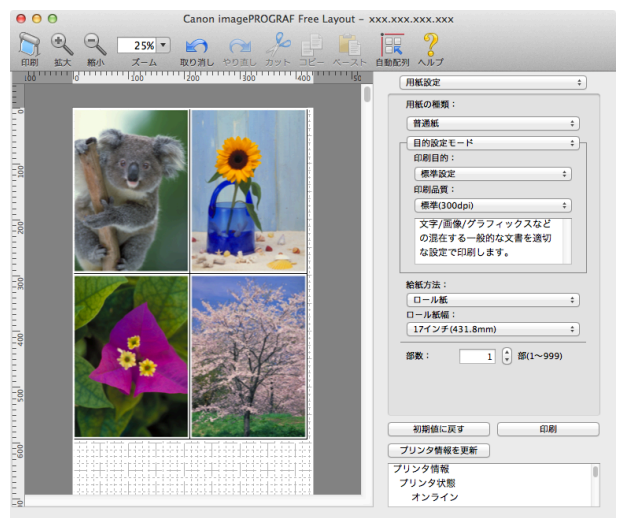 Canon imagePROGRAF Free Layout – xxx.xxx.xxx.xxx
25%
印刷 拡大 縮小 ズーム 取り消し やり直し カット コピー ペースト 自動配列 ヘルプ
100 0 100 200 300 400
0
100
200
300
400
500
600
用紙設定
用紙の種類：
普通紙
目的設定モード
印刷目的：
標準設定
印刷品質：
標準(300dpi)
文字/画像/グラフィックスなど
の混在する一般的な文書を適切
な設定で印刷します。
給紙方法：
ロール紙
ロール紙幅：
17インチ(431.8mm)
部数： 1 部(1〜999)
初期値に戻す 印刷
プリンタ情報を更新
プリンタ情報
プリンタ状態
オンライン